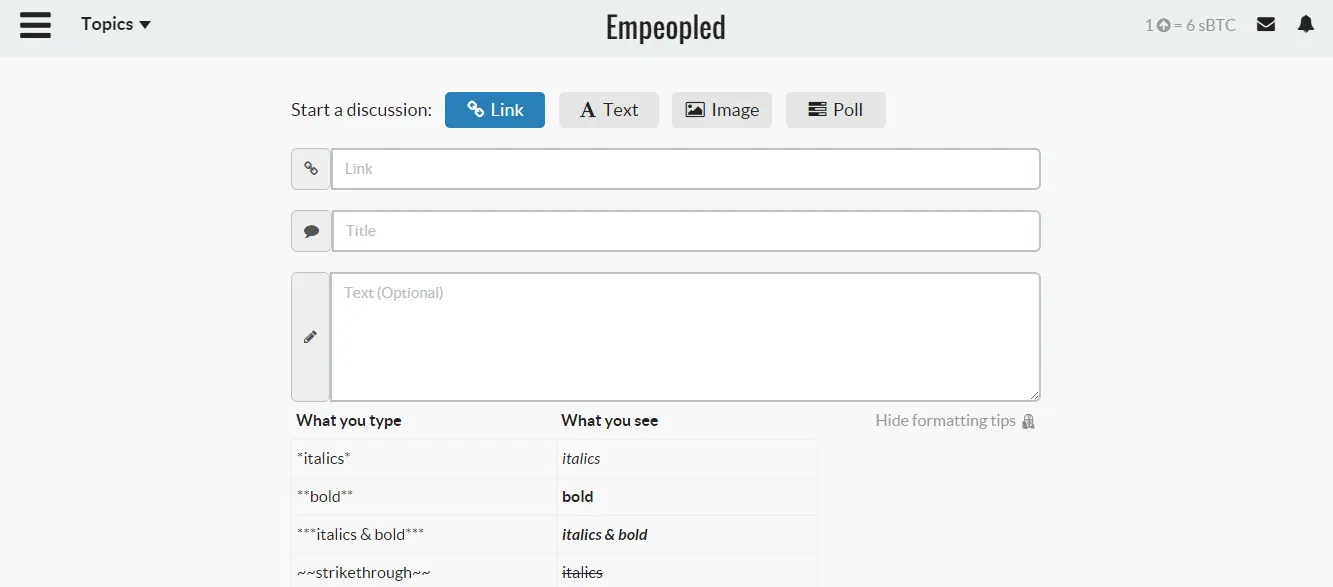 Topics
Empeopled
1 = 6 sBTC
Start a discussion: Link Text Image Poll
Link
Title
Text (Optional)
What you type What you see Hide formatting tips
*italics* italics
**bold** bold
***italics & bold*** italics & bold
~~strikethrough~~ italics